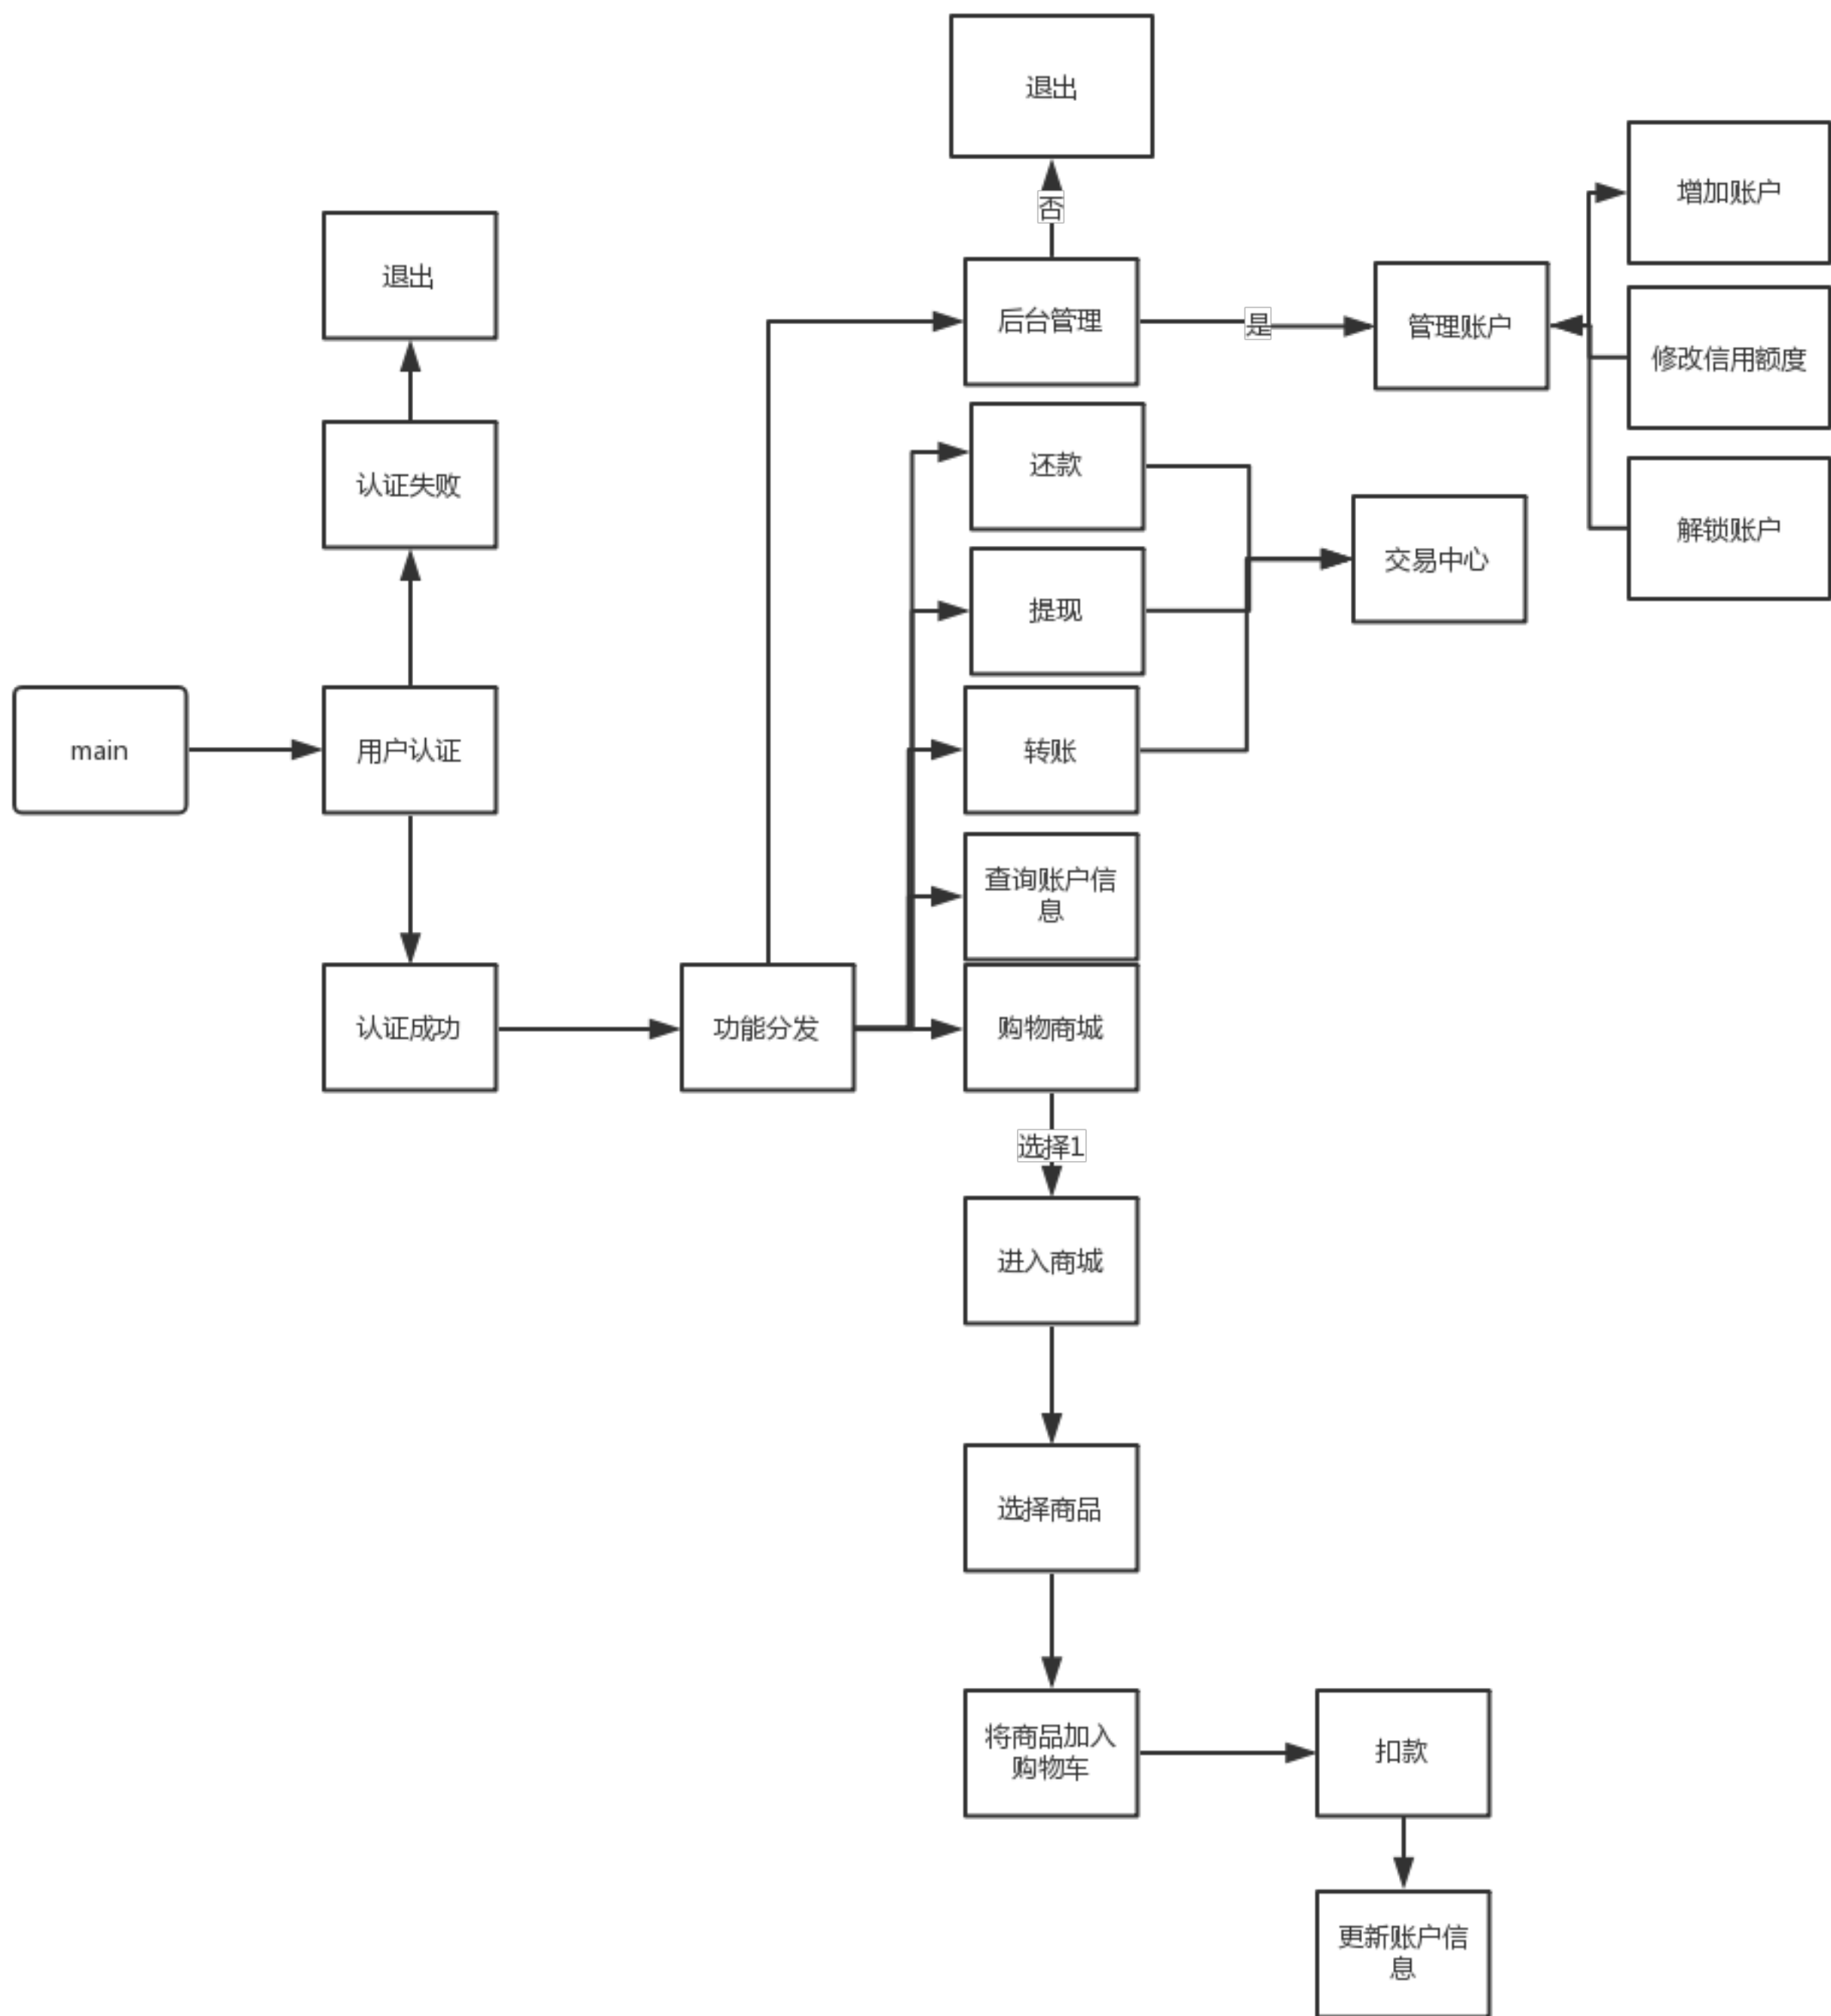 退出
否
增加账户
退出
后台管理
是
管理账户
修改信用额度
还款
认证失败
解锁账户
交易中心
提现
main
用户认证
转账
查询账户信
息
认证成功
功能分发
购物商城
选择1
进入商城
选择商品
将商品加入
购物车
扣款
更新账户信
息